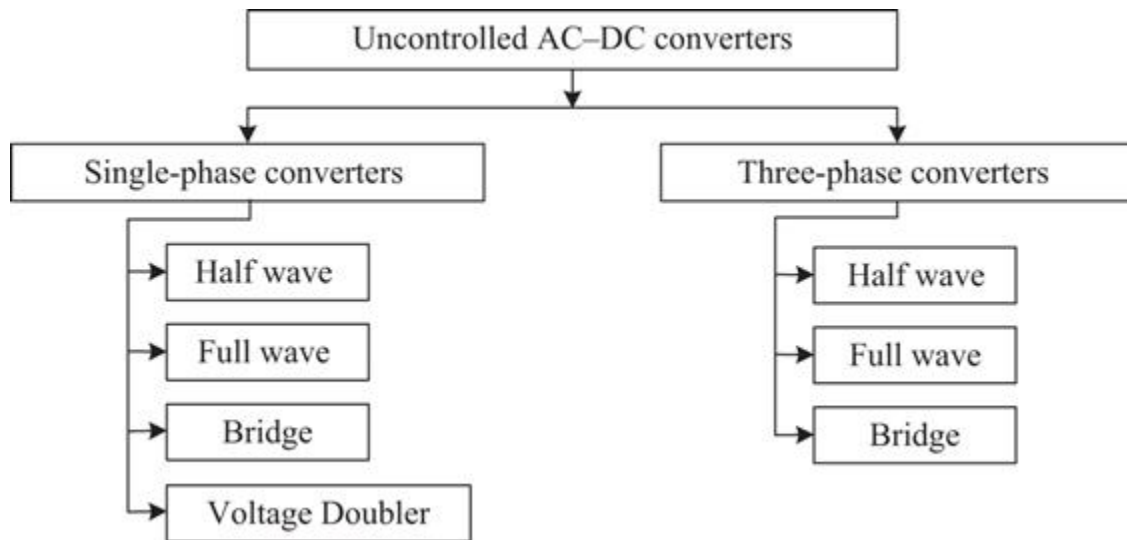 Uncontrolled AC–DC converters
Single-phase converters
Three-phase converters
Half wave
Full wave
Bridge
Voltage Doubler
Half wave
Full wave
Bridge